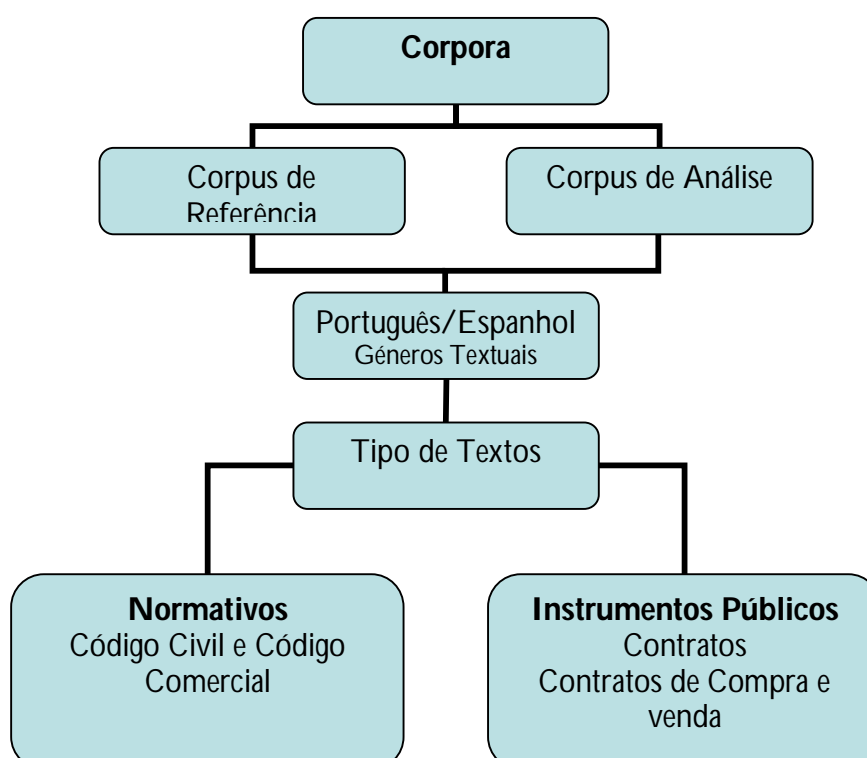 Corpora
Corpus de
Referência
Corpus de Análise
Português/Espanhol
Géneros Textuais
Tipo de Textos
Normativos
Código Civil e Código
Comercial
Instrumentos Públicos
Contratos
Contratos de Compra e
venda